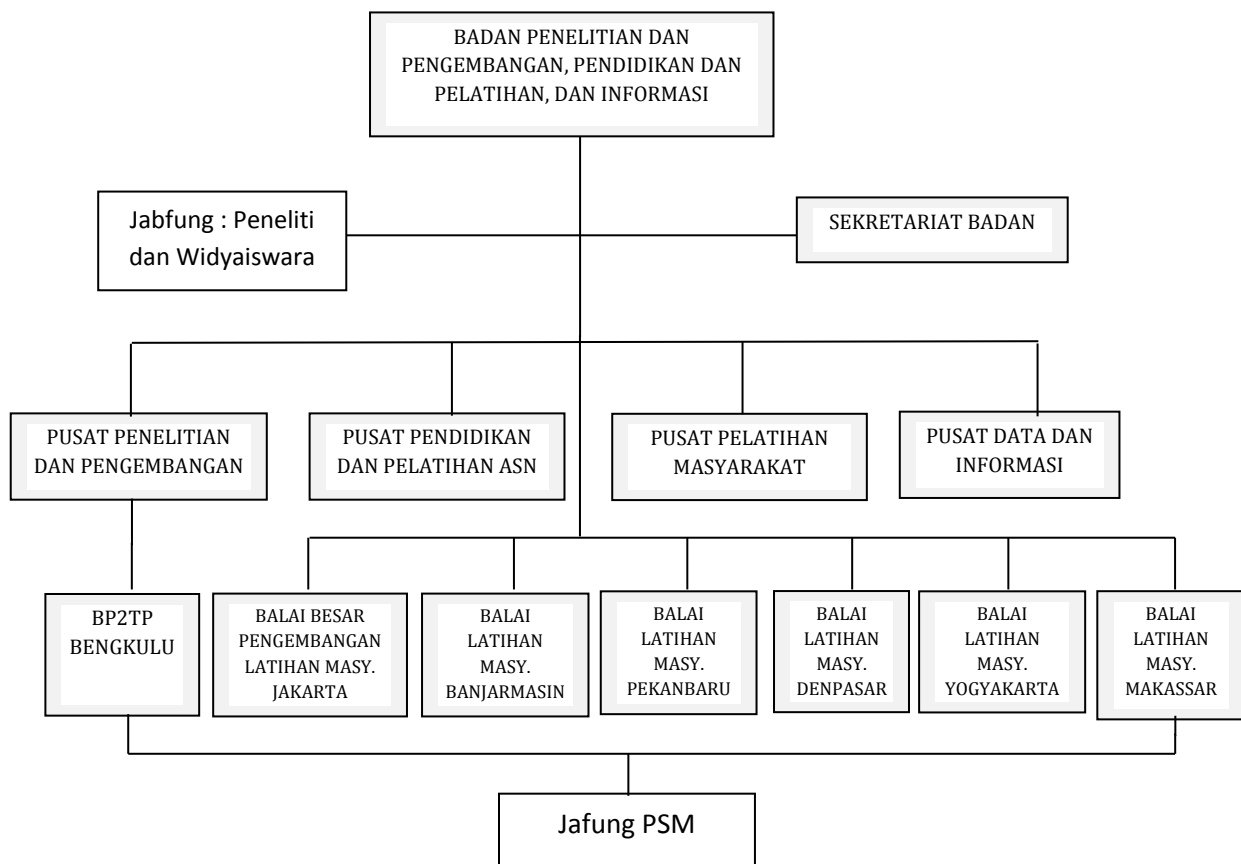 BADAN PENELITIAN DAN
PENGEMBANGAN, PENDIDIKAN DAN
PELATIHAN, DAN INFORMASI
Jabfung : Peneliti
dan Widyaiswara
SEKRETARIAT BADAN
PUSAT PENELITIAN
DAN PENGEMBANGAN
PUSAT PENDIDIKAN
DAN PELATIHAN ASN
PUSAT PELATIHAN
MASYARAKAT
PUSAT DATA DAN
INFORMASI
BP2TP
BENGKULU
BALAI BESAR
PENGEMBANGAN
LATIHAN MASY.
JAKARTA
BALAI
LATIHAN
MASY.
BANJARMASIN
BALAI
LATIHAN
MASY.
PEKANBARU
BALAI
LATIHAN
MASY.
DENPASAR
BALAI
LATIHAN
MASY.
YOGYAKARTA
BALAI
LATIHAN
MASY.
MAKASSAR
Jafung PSM